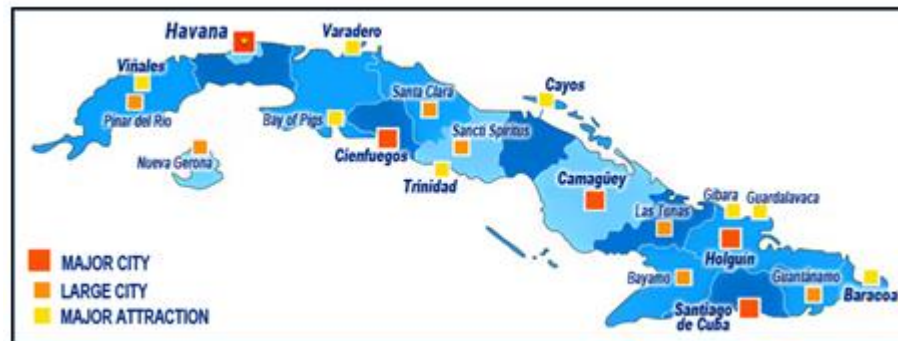 Havana
Varadero
Viñales
Pinar del Rio
Nueva Gerona
Bay of Pigs
Santa Clara
Cienfuegos
Sancti Spiritus
Trinidad
Cayos
Camagüey
Las Tunas
Gibara
Guardalavaca
Holguin
Bayamo
Guantánamo
Baracoa
Santiago
de Cuba
MAJOR CITY
LARGE CITY
MAJOR ATTRACTION